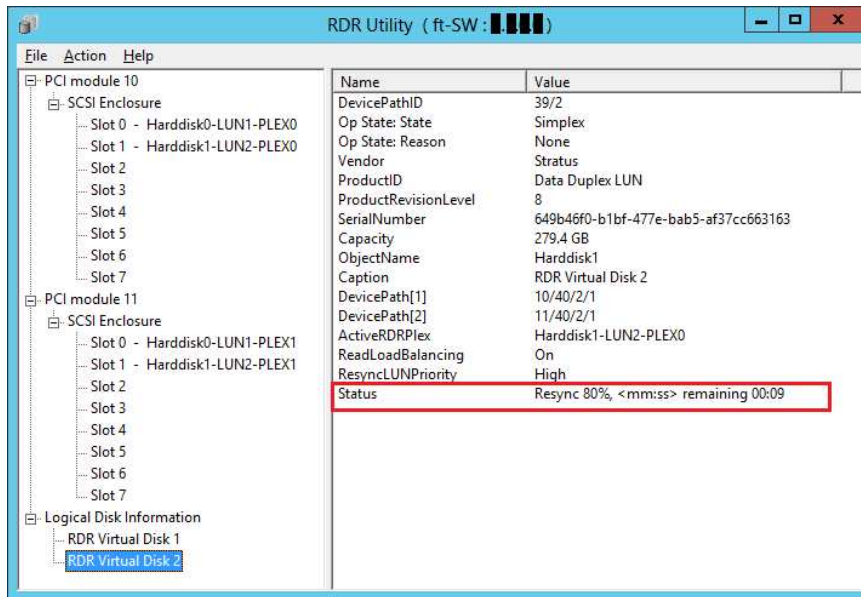 RDR Utility ( ft-SW : )
x
File Action Help
PCI module 10
SCSI Enclosure
Slot 0 - Harddisk0-LUN1-PLEX0
Slot 1 - Harddisk1-LUN2-PLEX0
Slot 2
Slot 3
Slot 4
Slot 5
Slot 6
Slot 7
PCI module 11
SCSI Enclosure
Slot 0 - Harddisk0-LUN1-PLEX1
Slot 1 - Harddisk1-LUN2-PLEX1
Slot 2
Slot 3
Slot 4
Slot 5
Slot 6
Slot 7
Logical Disk Information
RDR Virtual Disk 1
RDR Virtual Disk 2
Name Value
DevicePathID 39/2
Op State: State Simplex
Op State: Reason None
Vendor Stratus
ProductID Data Duplex LUN
ProductRevisionLevel 8
SerialNumber 649b46f0-b1bf-477e-bab5-af37cc663163
Capacity 279.4 GB
ObjectName Harddisk1
Caption RDR Virtual Disk 2
DevicePath[1] 10/40/2/1
DevicePath[2] 11/40/2/1
ActiveRDRPlex Harddisk1-LUN2-PLEX0
ReadLoadBalancing On
ResyncLUNPriority High
Status Resync 80%, <mm:ss> remaining 00:09